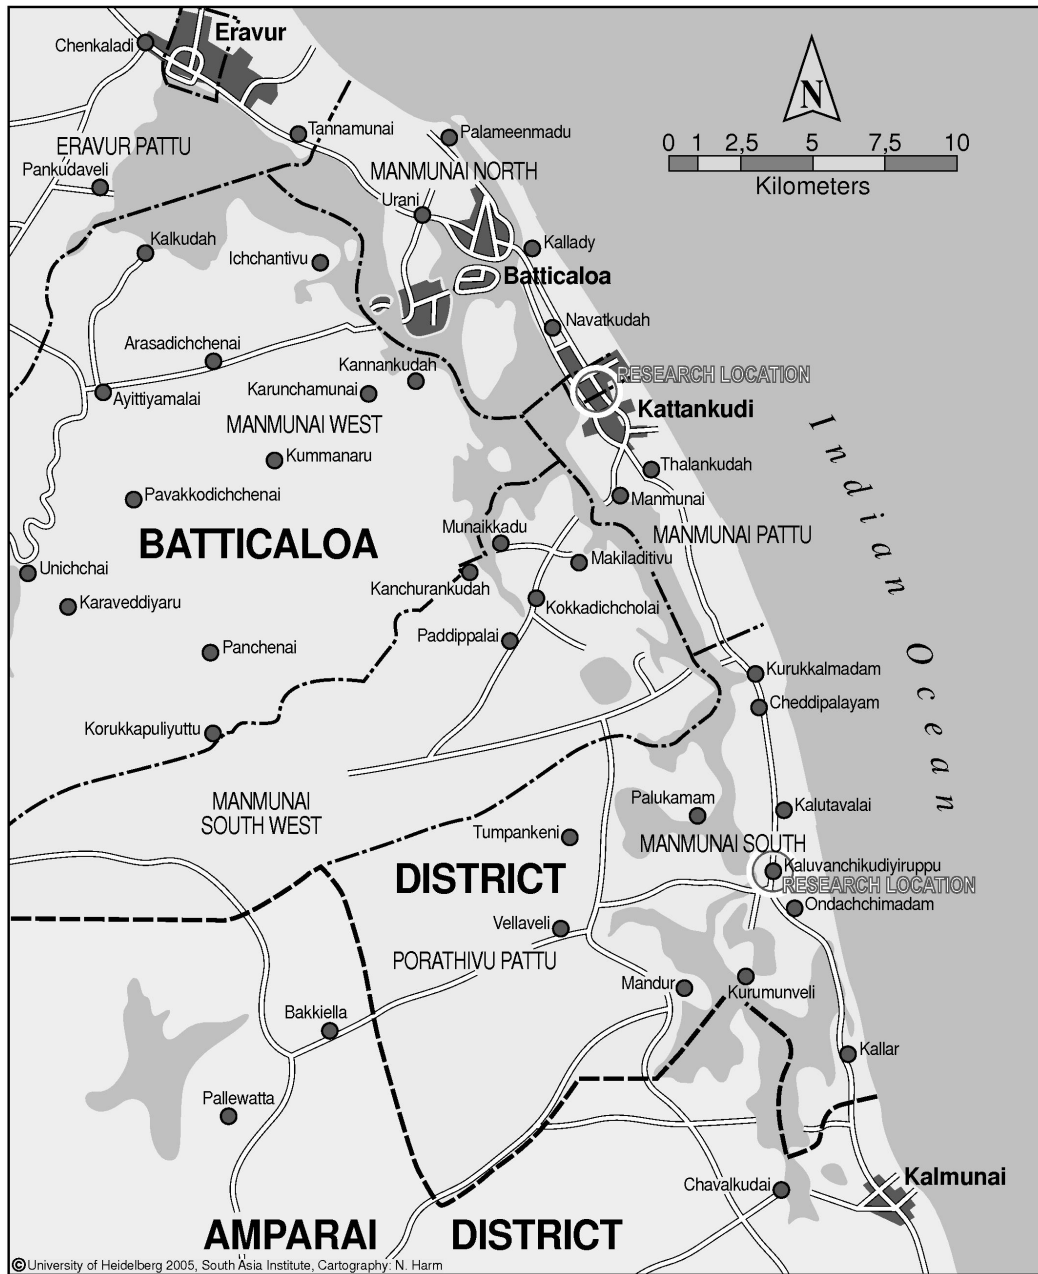 Eravur
Chenkaladi
N
Tannamunai
Palameenmadu
0 1 2,5 5 7,5 10
Kilometers
ERAVUR PATTU
Pankudaveli
MANMUNAI NORTH
Urani
Kalkudah
Ichchantivu
Kallady
Batticaloa
Navatkudah
Arasadichchenai
Kannankudah
RESEARCH LOCATION
Karunchamunai
Ayittiyamalai
Kattankudi
MANMUNAI WEST
Kummanaru
Thalankudah
Pavakkodichchenai
Manmunai
Indian Ocean
Munaikkadu
MANMUNAI PATTU
BATTICALOA
Makiladitivu
Unichchai
Kanchurankudah
Karaveddiyaru
Kokkadichcholai
Paddippalai
Panchenai
Kurukkalmadam
Cheddipalayam
Korukkapuliyuttu
MANMUNAI
SOUTH WEST
Palukamam
Kalutavalai
Tumpankeni
MANMUNAI SOUTH
Kaluvanchikudiyiruppu
DISTRICT
RESEARCH LOCATION
Ondachchimadam
Vellaveli
PORATHIVU PATTU
Mandur
Kurumunveli
Bakkiella
Kallar
Pallewatta
Chavalkudai
Kalmunai
AMPARAI DISTRICT
©University of Heidelberg 2005, South Asia Institute, Cartography: N. Harm